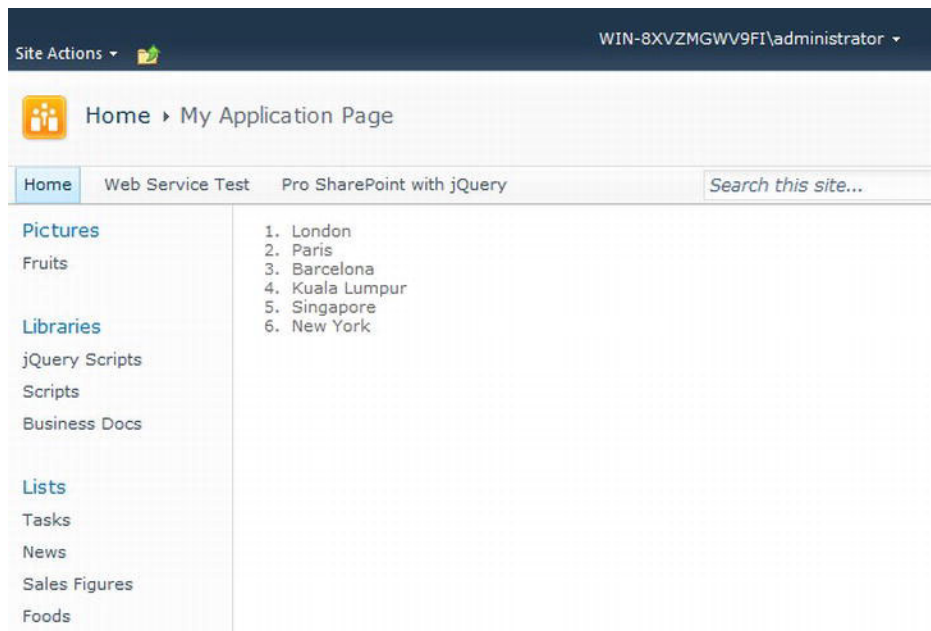 WIN-8XVZMGWV9FI\administrator
Site Actions
Home My Application Page
Home Web Service Test Pro SharePoint with jQuery Search this site...
Pictures
Fruits
Libraries
jQuery Scripts
Scripts
Business Docs
Lists
Tasks
News
Sales Figures
Foods
1. London
2. Paris
3. Barcelona
4. Kuala Lumpur
5. Singapore
6. New York